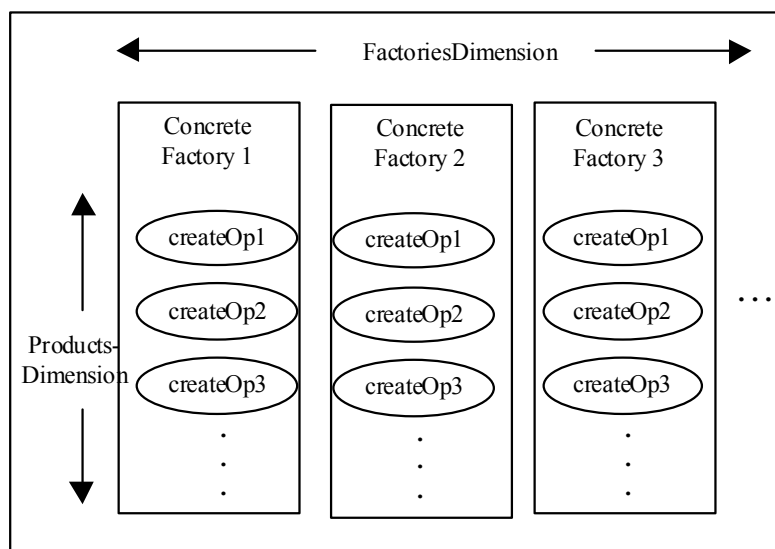 FactoriesDimension
Concrete
Factory 1
createOp1
createOp2
createOp3
Concrete
Factory 2
createOp1
createOp2
createOp3
Concrete
Factory 3
createOp1
createOp2
createOp3
...
Products-
Dimension